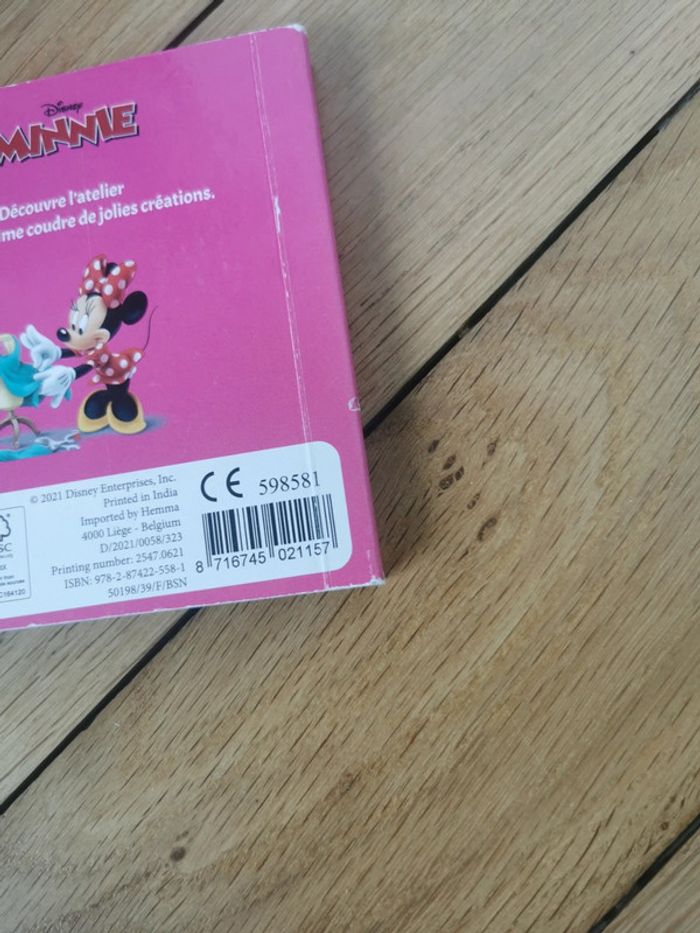 Disney
MINNIE
Découvre l'atelier
me coudre de jolies créations.
© 2021 Disney Enterprises, Inc.
Printed in India
Imported by Hemma
4000 Liège - Belgium
D/2021/0058/323
Printing number: 2547.0621
ISBN: 978-2-87422-558-1
50198/39/F/BSN
CE 598581
8 716745 021157
SC